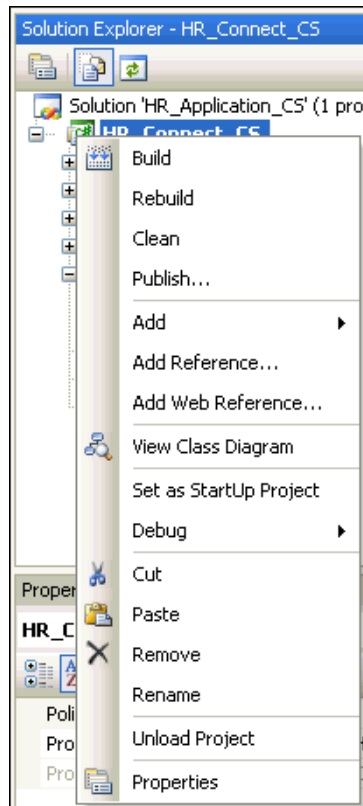 Solution Explorer - HR_Connect_CS
Solution 'HR_Application_CS' (1 pro
HR_Connect_CS
Build
Rebuild
Clean
Publish...
Add
Add Reference...
Add Web Reference...
View Class Diagram
Set as StartUp Project
Debug
Cut
Paste
Remove
Rename
Unload Project
Properties
Proper
HR_C
Poli
Pro
Pro